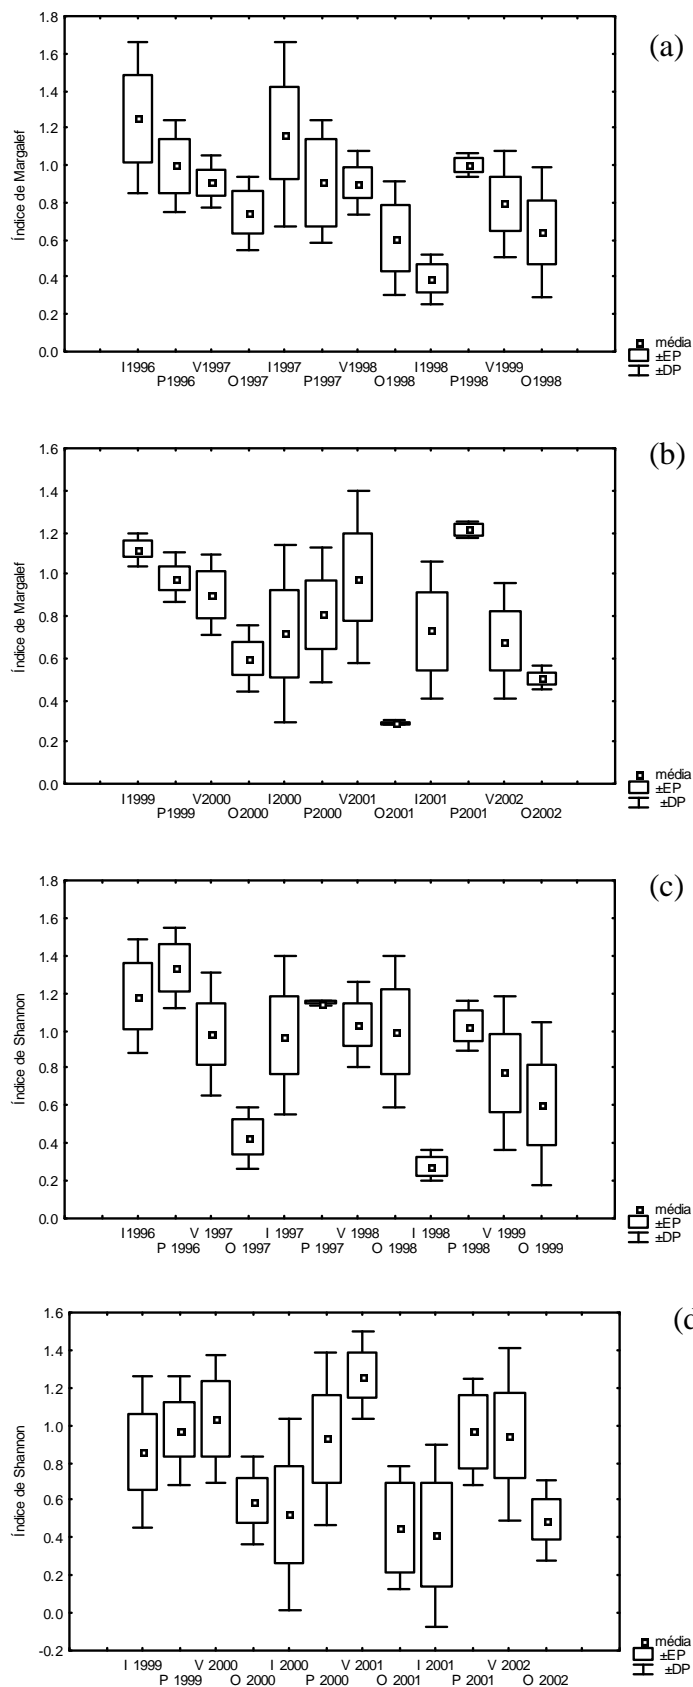 (a)
1.8
1.6
1.4
1.2
1.0
0.8
0.6
0.4
0.2
0.0
Índice de Margalef
I1996 V1997 I1997 V1998 I1998 V1999
P1996 O1997 P1997 O1998 P1998 O1998
média
±EP
±DP
(b)
1.6
1.4
1.2
1.0
0.8
0.6
0.4
0.2
0.0
Índice de Margalef
I1999 V2000 I2000 V2001 I2001 V2002
P1999 O2000 P2000 O2001 P2001 O2002
média
±EP
±DP
(c)
1.8
1.6
1.4
1.2
1.0
0.8
0.6
0.4
0.2
0.0
Índice de Shannon
I1996 V 1997 I 1997 V 1998 I 1998 V 1999
P 1996 O 1997 P 1997 O 1998 P 1998 O 1999
média
±EP
±DP
(d
1.6
1.4
1.2
1.0
0.8
0.6
0.4
0.2
0.0
-0.2
Índice de Shannon
I 1999 V 2000 I 2000 V 2001 I 2001 V 2002
P 1999 O 2000 P 2000 O 2001 P 2001 O 2002
média
±EP
±DP